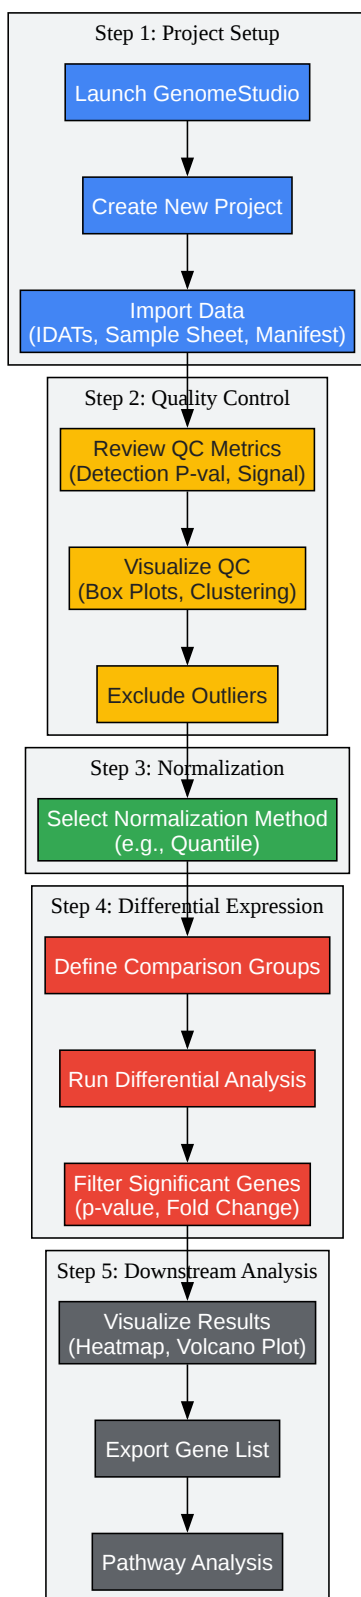 Step 1: Project Setup
Launch GenomeStudio
Create New Project
Import Data
(IDATs, Sample Sheet, Manifest)
Step 2: Quality Control
Review QC Metrics
(Detection P-val, Signal)
Visualize QC
(Box Plots, Clustering)
Exclude Outliers
Step 3: Normalization
Select Normalization Method
(e.g., Quantile)
Step 4: Differential Expression
Define Comparison Groups
Run Differential Analysis
Filter Significant Genes
(p-value, Fold Change)
Step 5: Downstream Analysis
Visualize Results
(Heatmap, Volcano Plot)
Export Gene List
Pathway Analysis